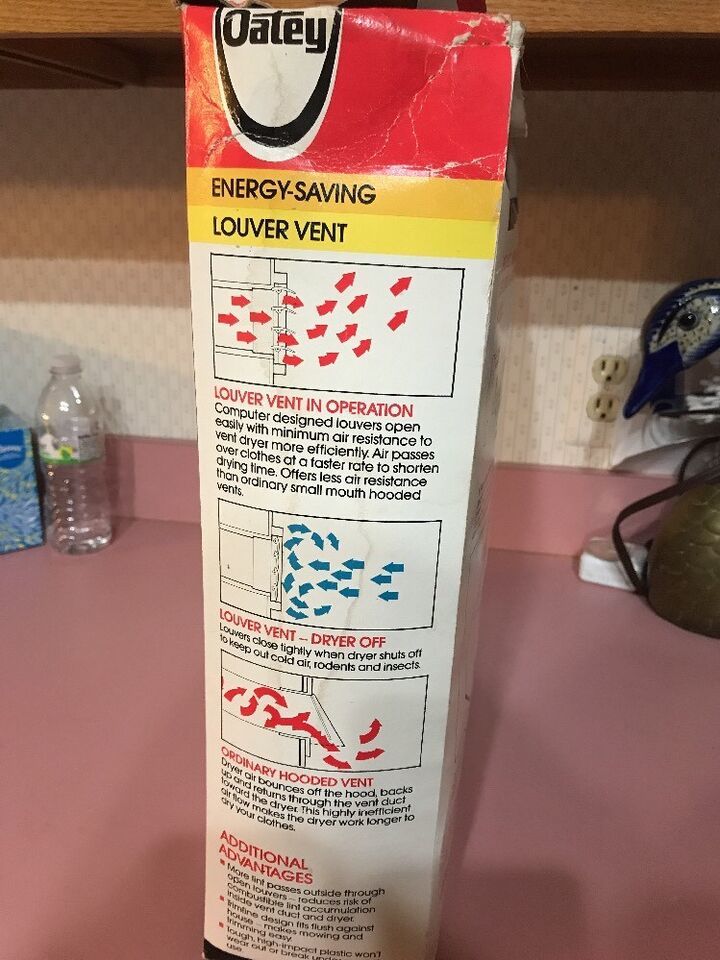 Oatey
ENERGY-SAVING
LOUVER VENT
LOUVER VENT IN OPERATION
Computer designed louvers open
easily with minimum air resistance to
vent dryer more efficiently. Air passes
over clothes at a faster rate to shorten
drying time. Offers less air resistance
than ordinary small mouth hooded
vents.
LOUVER VENT – DRYER OFF
Louvers close tightly when dryer shuts off
to keep out cold air, rodents and insects.
ORDINARY HOODED VENT
Dryer air bounces off the hood, backs
up and returns through the vent duct
toward the dryer. This highly inefficient
air flow makes the dryer work longer to
dry your clothes.
ADDITIONAL
ADVANTAGES
• More lint passes outside through
open louvers – reduces risk of
combustible lint accumulation
inside vent duct and dryer.
• Trimline design fits flush against
house – makes mowing and
trimming easy.
• Tough, high-impact plastic won't
wear out or break under
use.